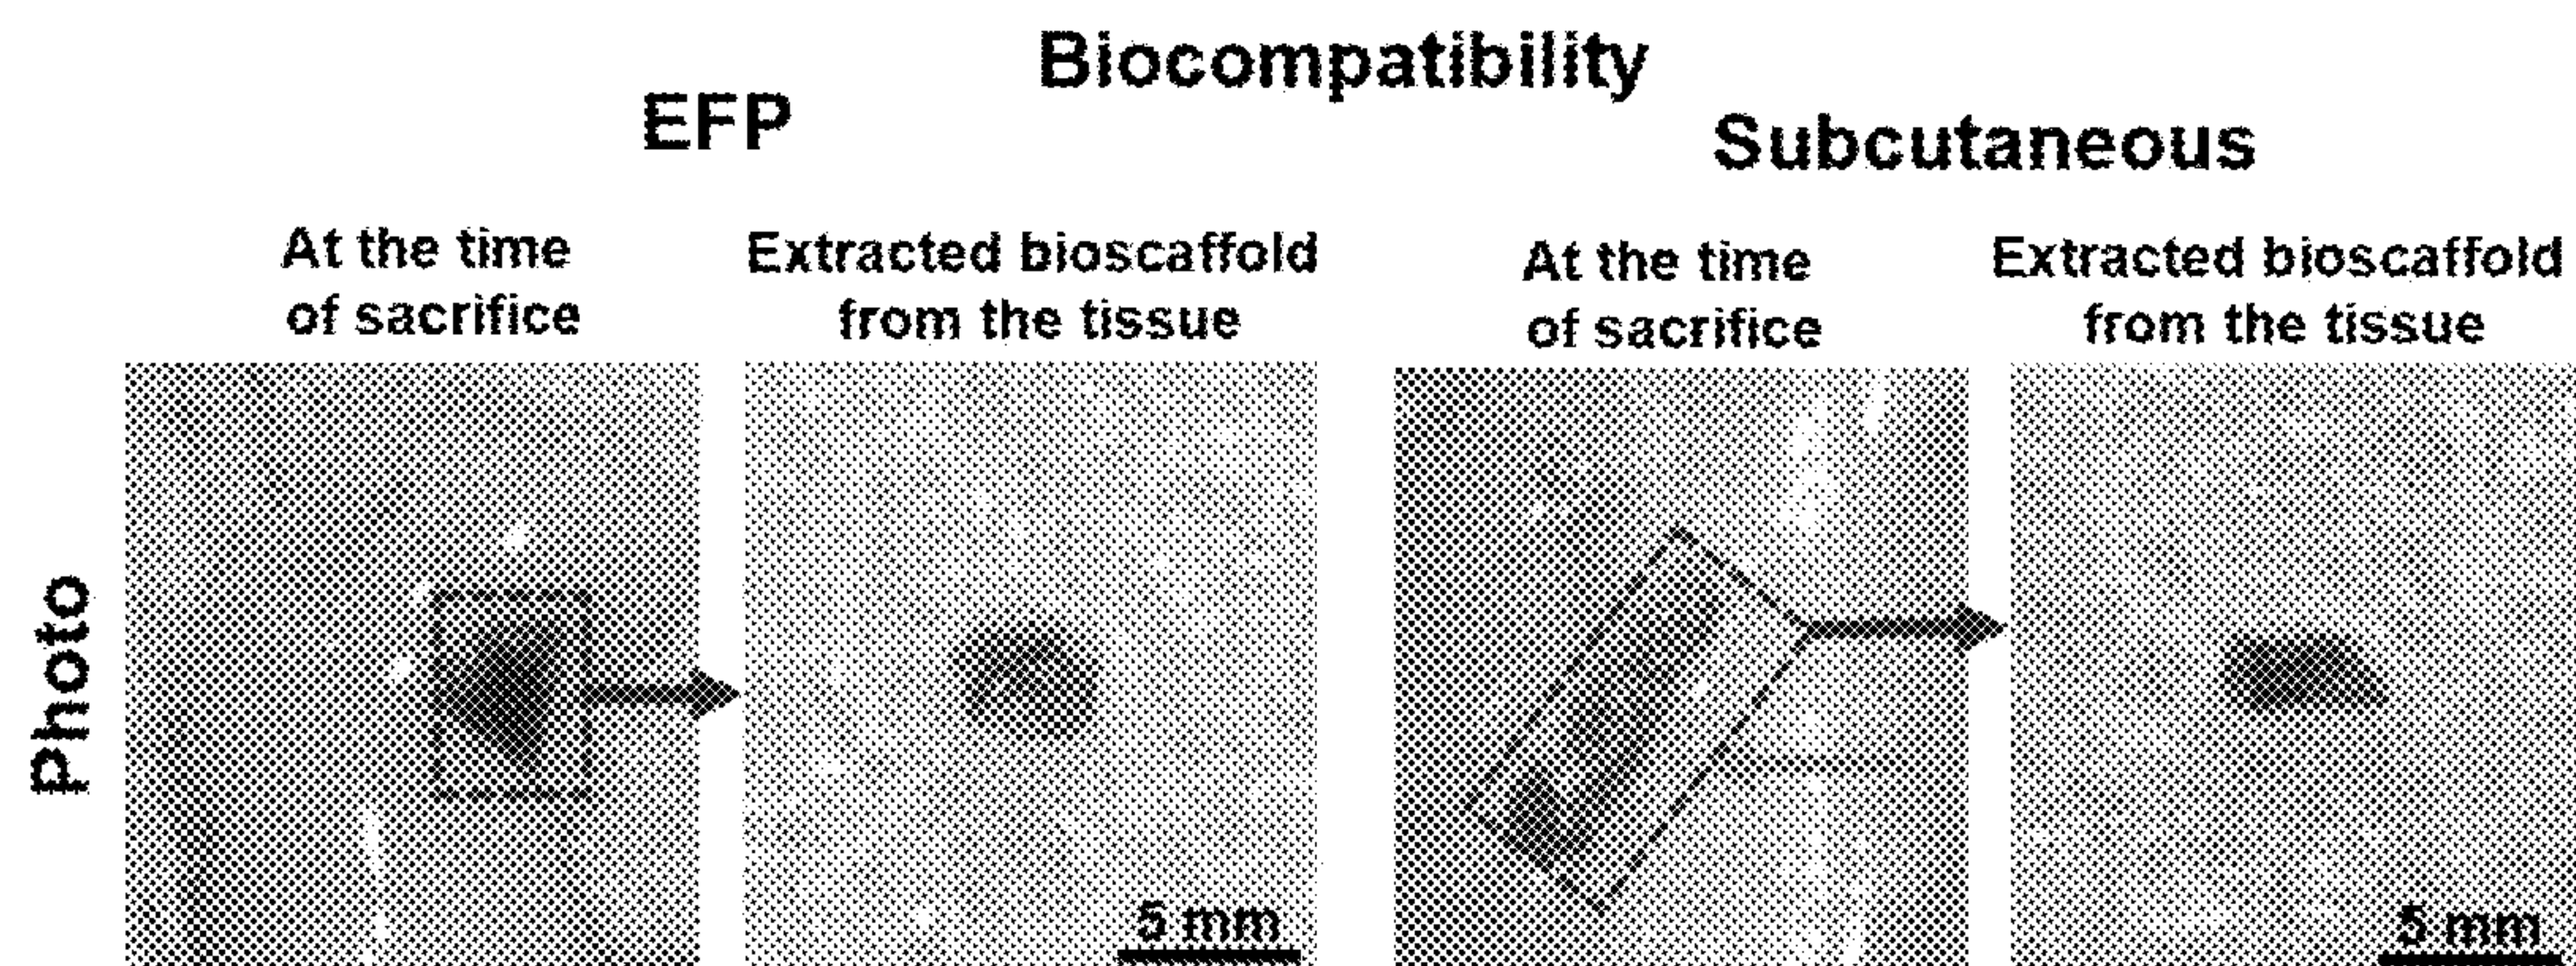 Biocompatibility
EFP
Subcutaneous
At the time
of sacrifice
Extracted bioscaffold
from the tissue
At the time
of sacrifice
Extracted bioscaffold
from the tissue
Photo
5 mm
5 mm